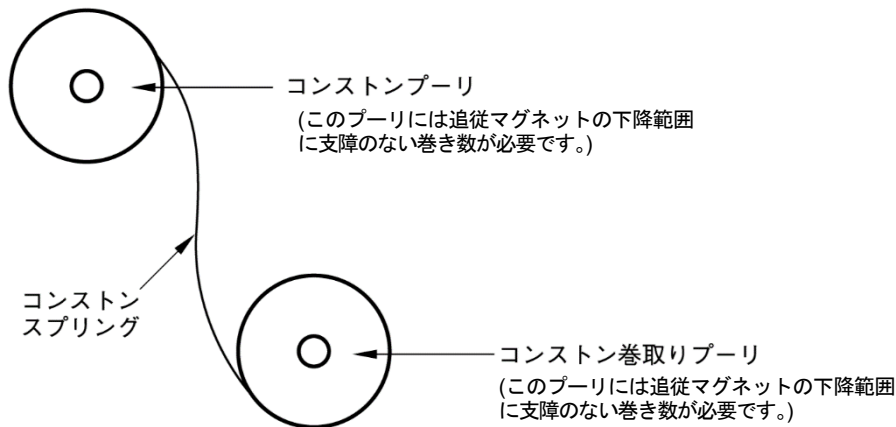 コンストンプーリ
(このプーリには追従マグネットの下降範囲
に支障のない巻き数が必要です。)
コンストン
スプリング
コンストン巻取りプーリ
(このプーリには追従マグネットの下降範囲
に支障のない巻き数が必要です。)